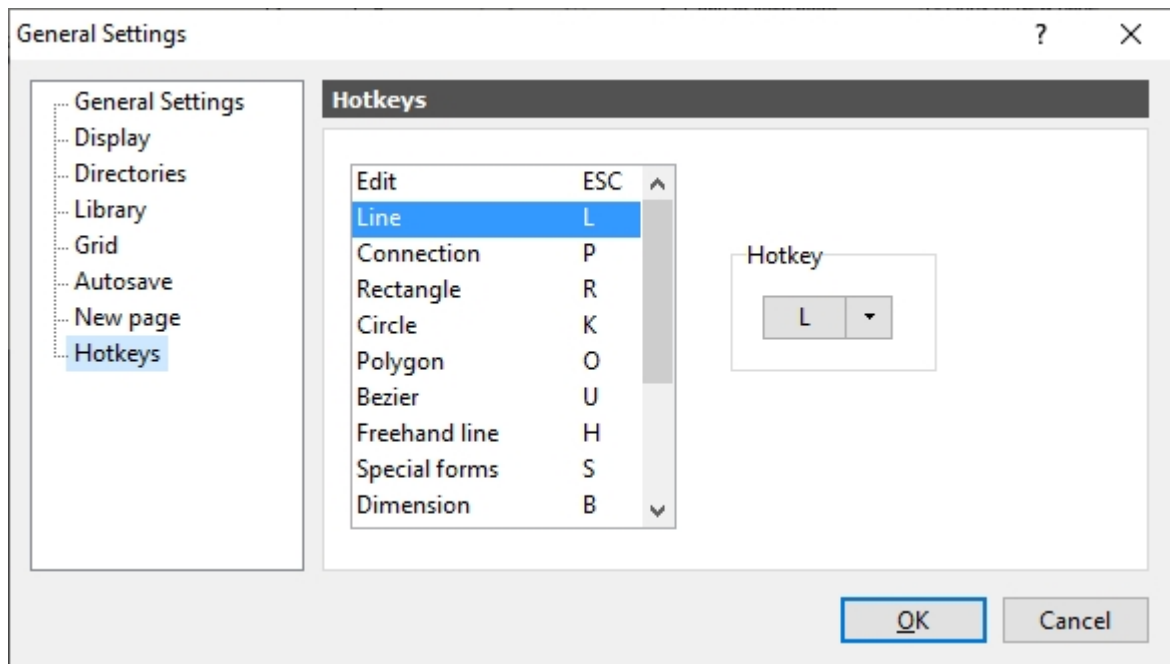 General Settings ?
General Settings
Display
Directories
Library
Grid
Autosave
New page
Hotkeys
Hotkeys
Edit ESC
Line L
Connection P
Rectangle R
Circle K
Polygon O
Bezier U
Freehand line H
Special forms S
Dimension B
Hotkey
L
OK Cancel